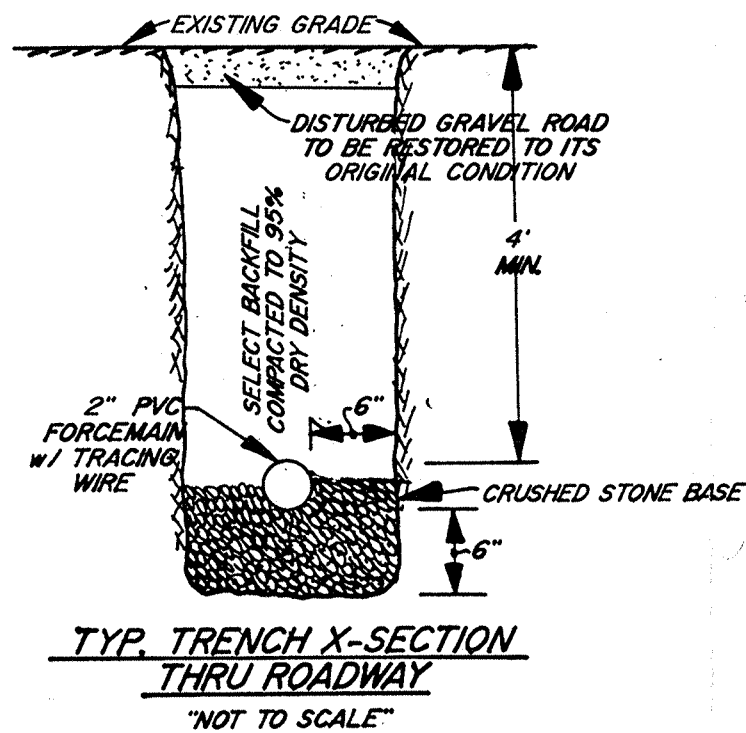 EXISTING GRADE
DISTURBED GRAVEL ROAD
TO BE RESTORED TO ITS
ORIGINAL CONDITION
4'
MIN.
SELECT BACKFILL
COMPACTED TO 95%
DRY DENSITY
2" PVC
FORCEMAIN
w/ TRACING
WIRE
6"
CRUSHED STONE BASE
6"
TYP. TRENCH X-SECTION
THRU ROADWAY
"NOT TO SCALE"